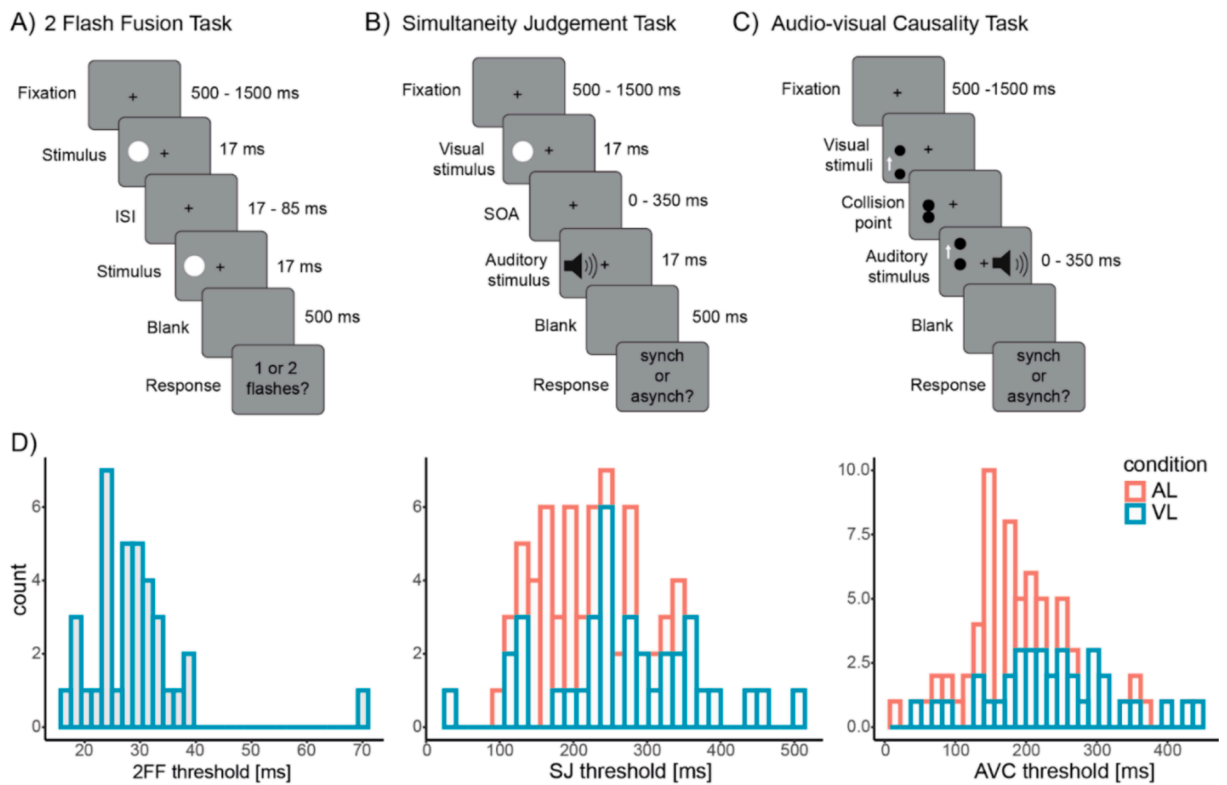 A) 2 Flash Fusion Task
Fixation
500 - 1500 ms
Stimulus
17 ms
ISI
17 - 85 ms
Stimulus
17 ms
Blank
500 ms
Response
1 or 2
flashes?
B) Simultaneity Judgement Task
Fixation
500 - 1500 ms
Visual
stimulus
17 ms
SOA
0 - 350 ms
Auditory
stimulus
17 ms
Blank
500 ms
Response
synch
or
asynch?
C) Audio-visual Causality Task
Fixation
500 -1500 ms
Visual
stimuli
Collision
point
Auditory
stimulus
0 - 350 ms
Blank
Response
synch
or
asynch?
D)
count
6
4
2
0
20 30 40 50 60 70
2FF threshold [ms]
6
4
2
0
0 100 200 300 400 500
SJ threshold [ms]
10.0
7.5
5.0
2.5
0.0
0 100 200 300 400
AVC threshold [ms]
condition
AL
VL